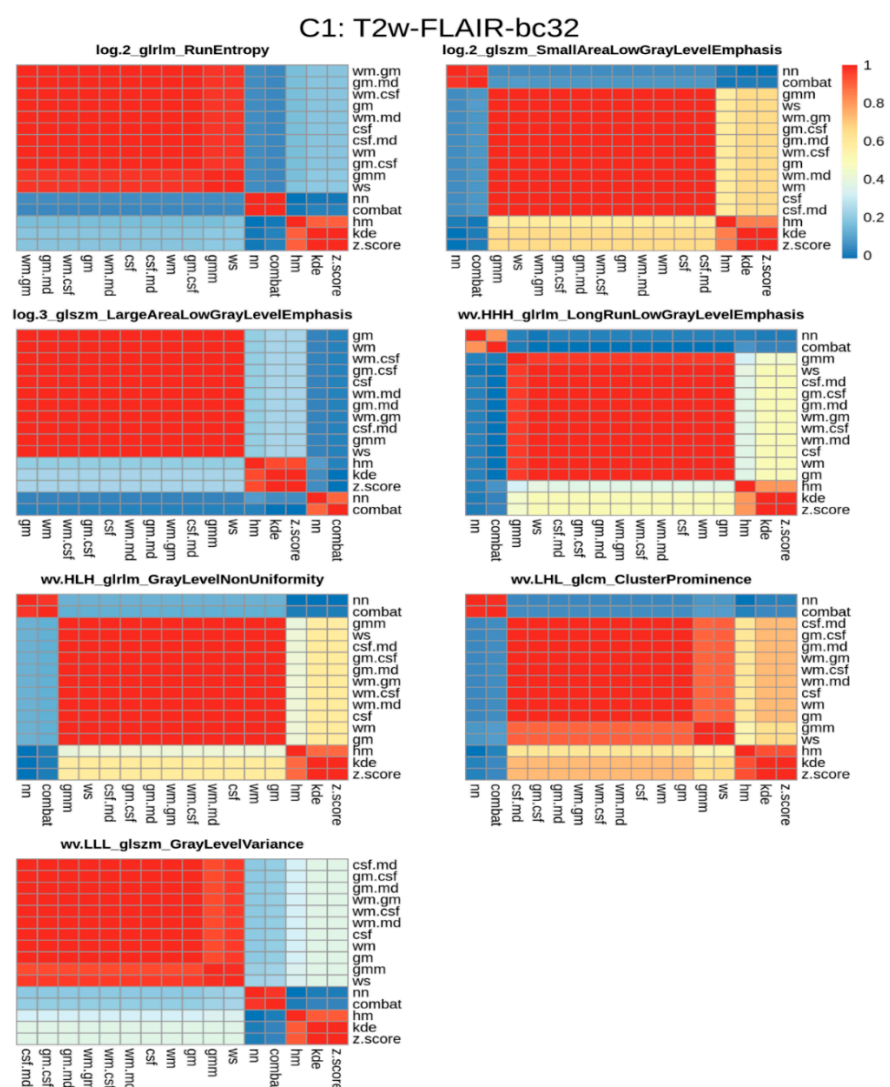 C1: T2w-FLAIR-bc32
log.2_glrlm_RunEntropy
wm.gm
gm.md
wm.csf
gm
wm.md
csf
csf.md
wm
gm.csf
gmm
ws
nn
combat
hm
kde
z.score
wm.gm gm.md wm.csf gm wm.md csf csf.md wm gm.csf gmm ws nn combat hm kde z.score
log.2_glszm_SmallAreaLowGrayLevelEmphasis
nn
combat
gmm
ws
wm.gm
gm.csf
gm.md
wm.csf
gm
wm.md
wm
csf
csf.md
hm
kde
z.score
nn combat gmm ws wm.gm gm.csf gm.md wm.csf gm wm.md wm csf csf.md hm kde z.score
1
0.8
0.6
0.4
0.2
0
log.3_glszm_LargeAreaLowGrayLevelEmphasis
gm
wm
wm.csf
gm.csf
csf
wm.md
gm.md
wm.gm
csf.md
gmm
ws
hm
kde
z.score
nn
combat
gm wm wm.csf gm.csf csf wm.md gm.md wm.gm csf.md gmm ws hm kde z.score nn combat
wv.HHH_glrlm_LongRunLowGrayLevelEmphasis
nn
combat
gmm
ws
csf.md
gm.csf
gm.md
wm.gm
wm.csf
wm.md
csf
wm
gm
hm
kde
z.score
nn combat gmm ws csf.md gm.csf gm.md wm.gm wm.csf wm.md csf wm gm hm kde z.score
wv.HLH_glrlm_GrayLevelNonUniformity
nn
combat
gmm
ws
csf.md
gm.csf
gm.md
wm.gm
wm.csf
wm.md
csf
wm
gm
hm
kde
z.score
nn combat gmm ws csf.md gm.csf gm.md wm.gm wm.csf wm.md csf wm gm hm kde z.score
wv.LHL_glcm_ClusterProminence
nn
combat
csf.md
gm.csf
gm.md
wm.gm
wm.csf
wm.md
csf
wm
gm
gmm
ws
hm
kde
z.score
nn combat csf.md gm.csf gm.md wm.gm wm.csf wm.md csf wm gm gmm ws hm kde z.score
wv.LLL_glszm_GrayLevelVariance
csf.md
gm.csf
gm.md
wm.gm
wm.csf
wm.md
csf
wm
gm
gmm
ws
nn
combat
hm
kde
z.score
csf.md gm.csf gm.md wm.gm wm.csf wm.md csf wm gm gmm ws nn combat hm kde z.score